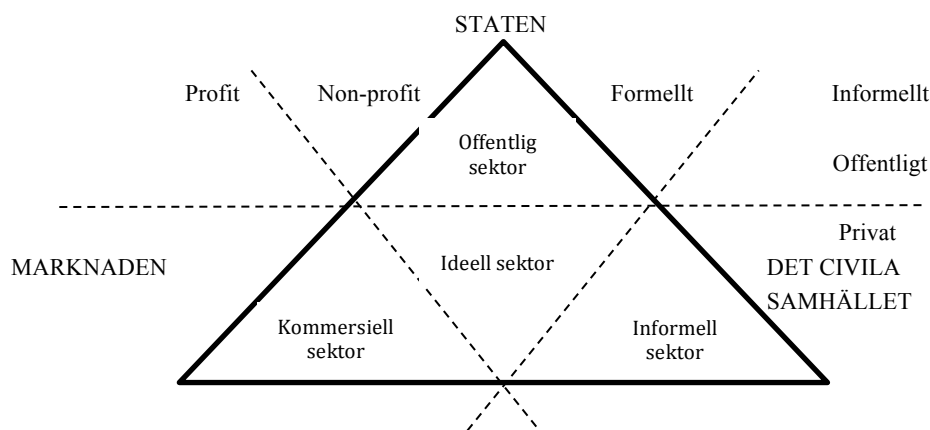 STATEN
Profit Non-profit Formellt Informellt
Offentlig
sektor
Offentligt
Privat
MARKNADEN Ideell sektor DET CIVILA
SAMHÄLLET
Kommersiell
sektor
Informell
sektor